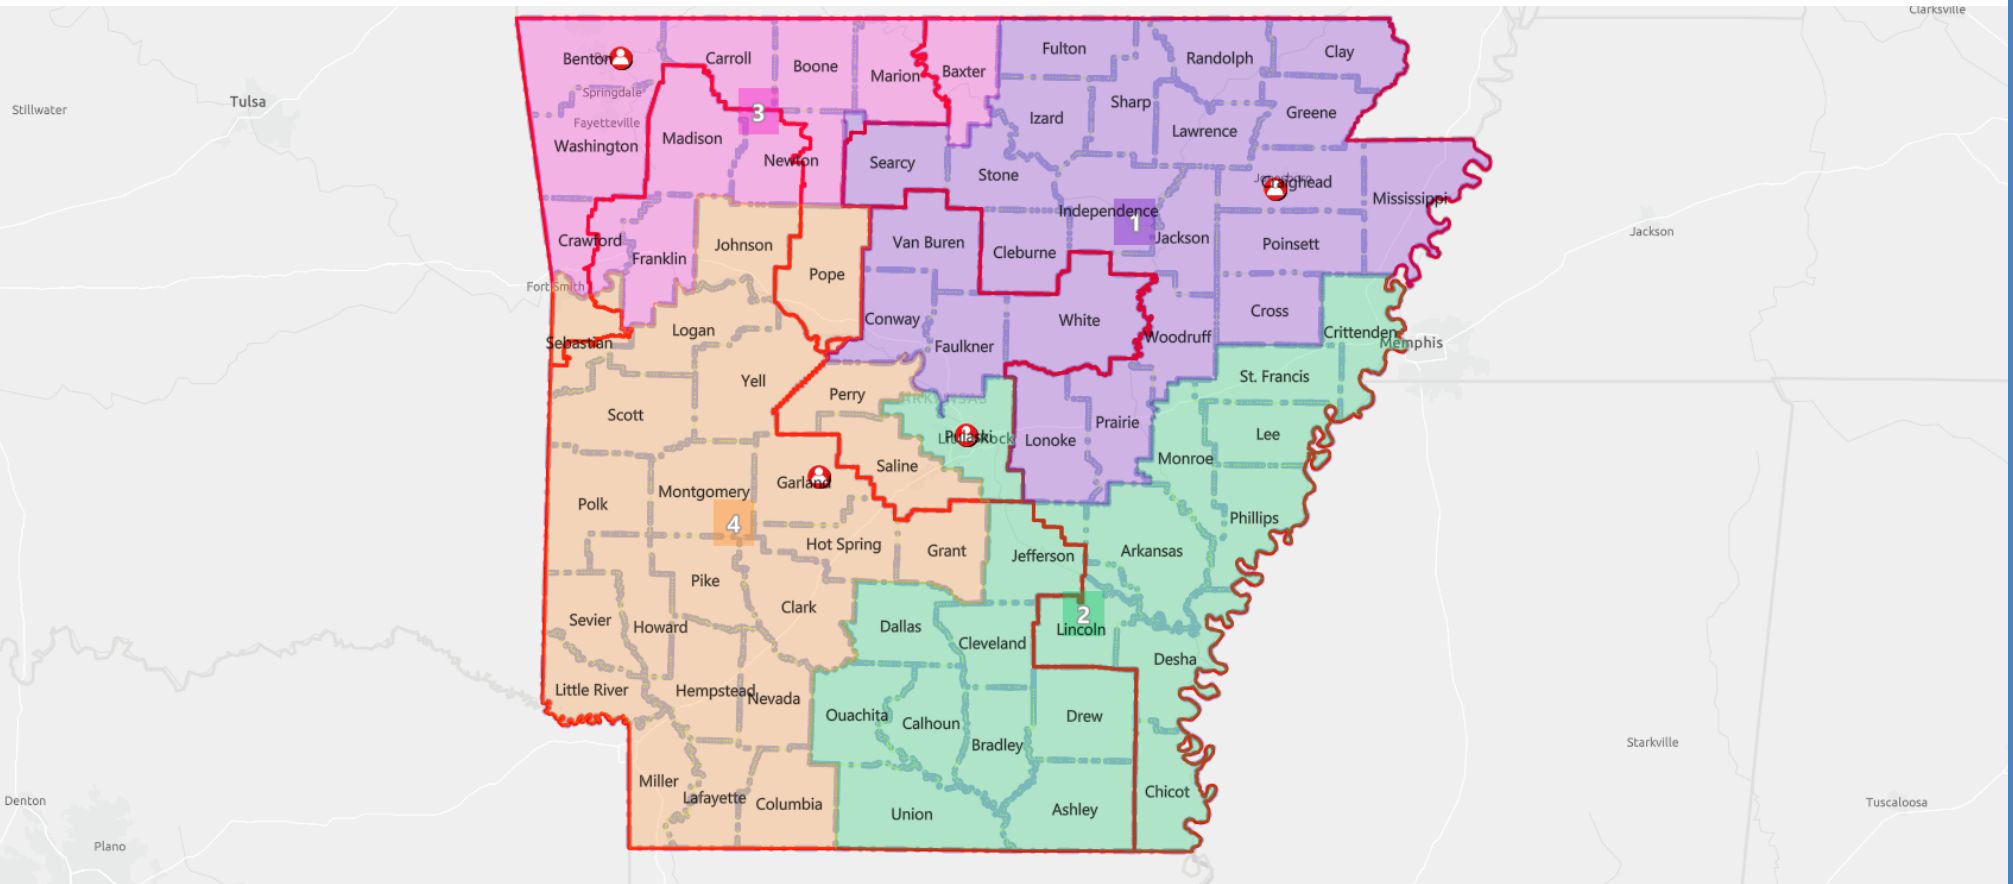 Clarksville
Fulton
Randolph
Clay
Benton
Carroll
Boone
Marion
Baxter
Springdale
Tulsa
Stillwater
Sharp
Greene
3
Izard
Fayetteville
Lawrence
Madison
Washington
Newton
Searcy
Stone
Craighead
Mississippi
Independence
1
Jackson
Jackson
Crawford
Johnson
Van Buren
Cleburne
Poinsett
Franklin
Pope
Fort Smith
Cross
Conway
White
Logan
Crittenden
Woodruff
Sebastian
Faulkner
Memphis
Yell
St. Francis
Perry
ARKANSAS
Scott
Prairie
Pulaski
Lonoke
Lee
Monroe
Saline
Garland
Montgomery
Polk
Phillips
4
Hot Spring
Grant
Jefferson
Arkansas
Pike
Clark
2
Sevier
Howard
Dallas
Lincoln
Cleveland
Desha
Little River
Hempstead
Nevada
Ouachita
Calhoun
Drew
Bradley
Starkville
Miller
Lafayette
Columbia
Chicot
Denton
Union
Ashley
Tuscaloosa
Plano